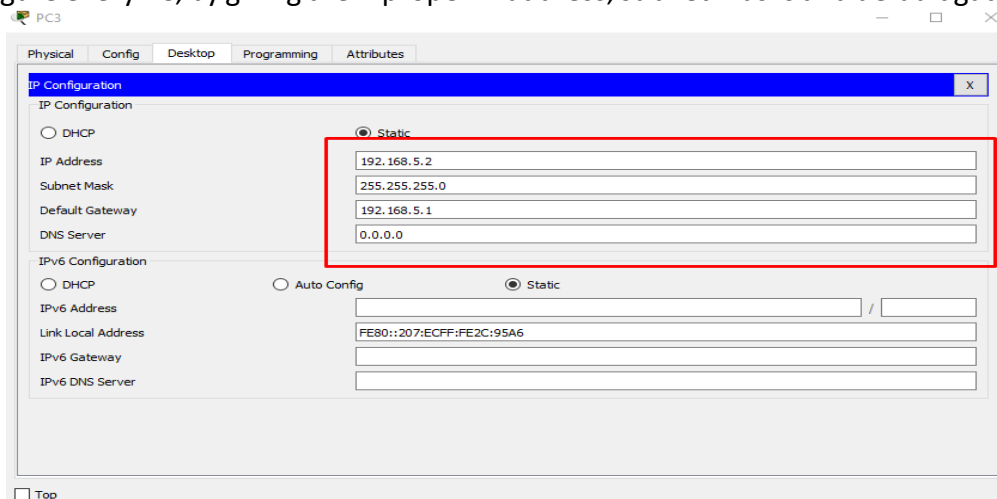 PC3
Physical Config Desktop Programming Attributes
IP Configuration X
IP Configuration
DHCP Static
IP Address 192.168.5.2
Subnet Mask 255.255.255.0
Default Gateway 192.168.5.1
DNS Server 0.0.0.0
IPv6 Configuration
DHCP Auto Config Static
IPv6 Address /
Link Local Address FE80::207:ECFF:FE2C:95A6
IPv6 Gateway
IPv6 DNS Server
Top